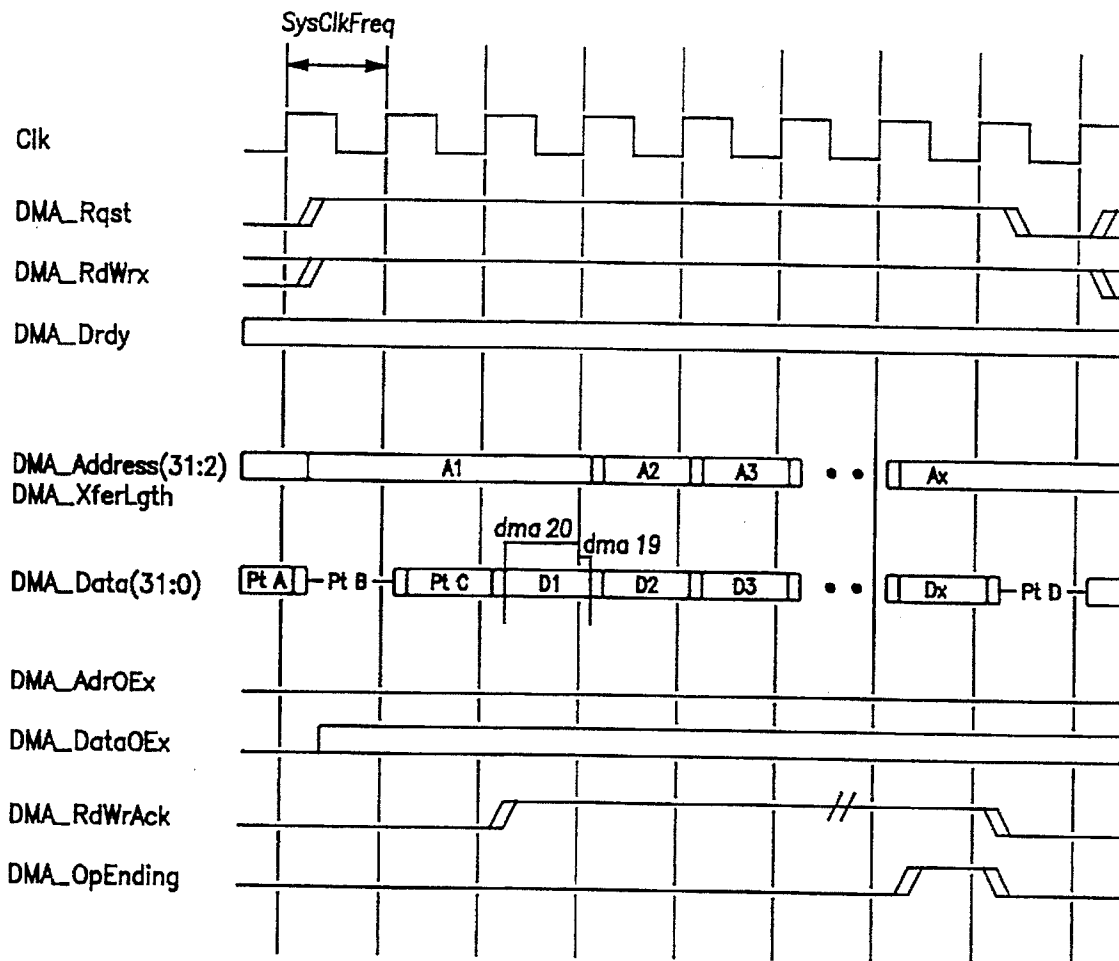 SysClkFreq
Clk
DMA_Rqst
DMA_RdWrx
DMA_Drdy
DMA_Address(31:2)
DMA_XferLgth
A1
A2
A3
Ax
dma 20
dma 19
DMA_Data(31:0)
Pt A
Pt B
Pt C
D1
D2
D3
Dx
Pt D
DMA_AdrOEx
DMA_DataOEx
DMA_RdWrAck
DMA_OpEnding